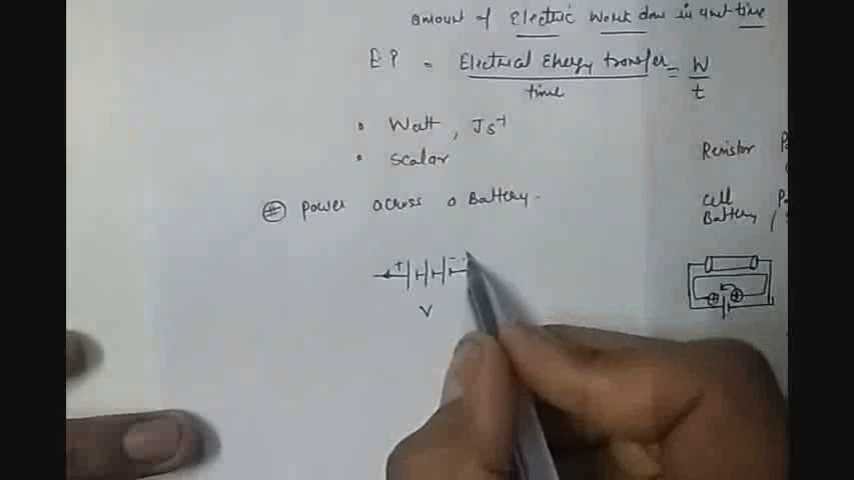 amount of Electric Work done in unit time
EP = Electrical Energy transfer / time = W / t
• Watt , Js⁻¹
• Scalar
Resistor
Cell
Battery
# Power across a Battery.
+ -
V
+ +